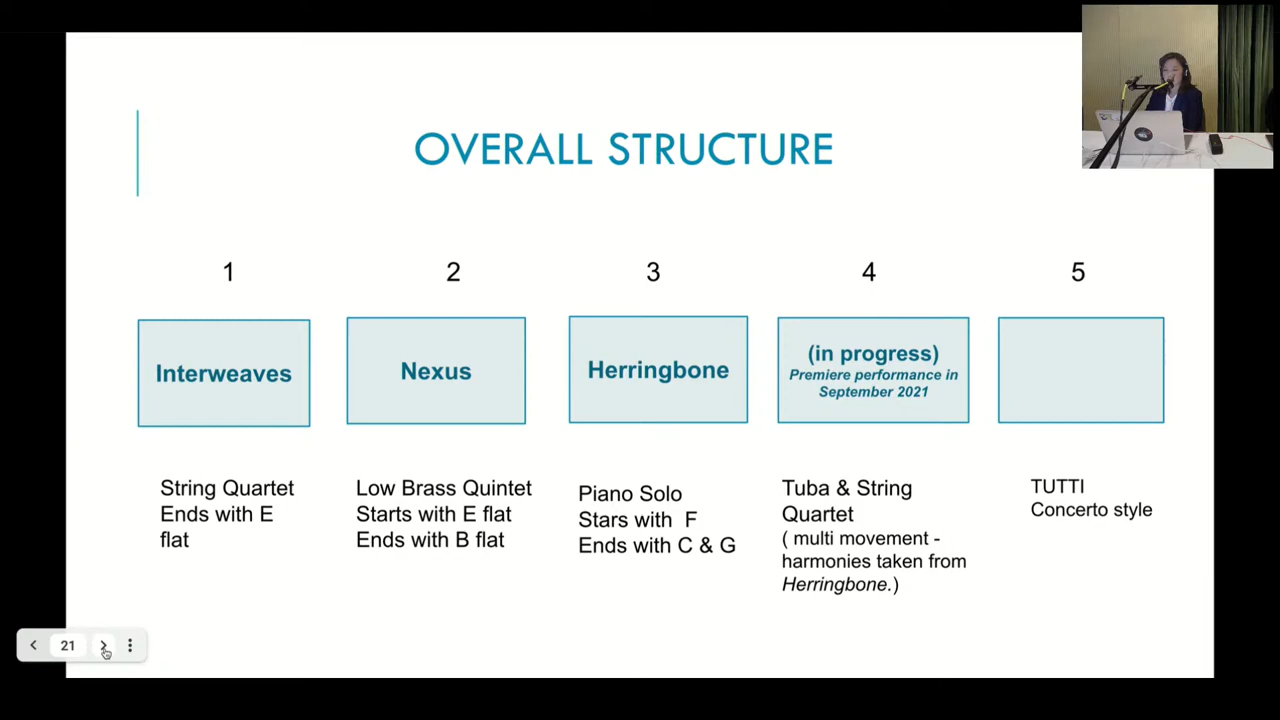 OVERALL STRUCTURE
1
2
3
4
5
Interweaves
Nexus
Herringbone
(in progress)
Premiere performance in
September 2021
String Quartet
Ends with E
flat
Low Brass Quintet
Starts with E flat
Ends with B flat
Piano Solo
Stars with F
Ends with C & G
Tuba & String
Quartet
( multi movement -
harmonies taken from
Herringbone.)
TUTTI
Concerto style
21